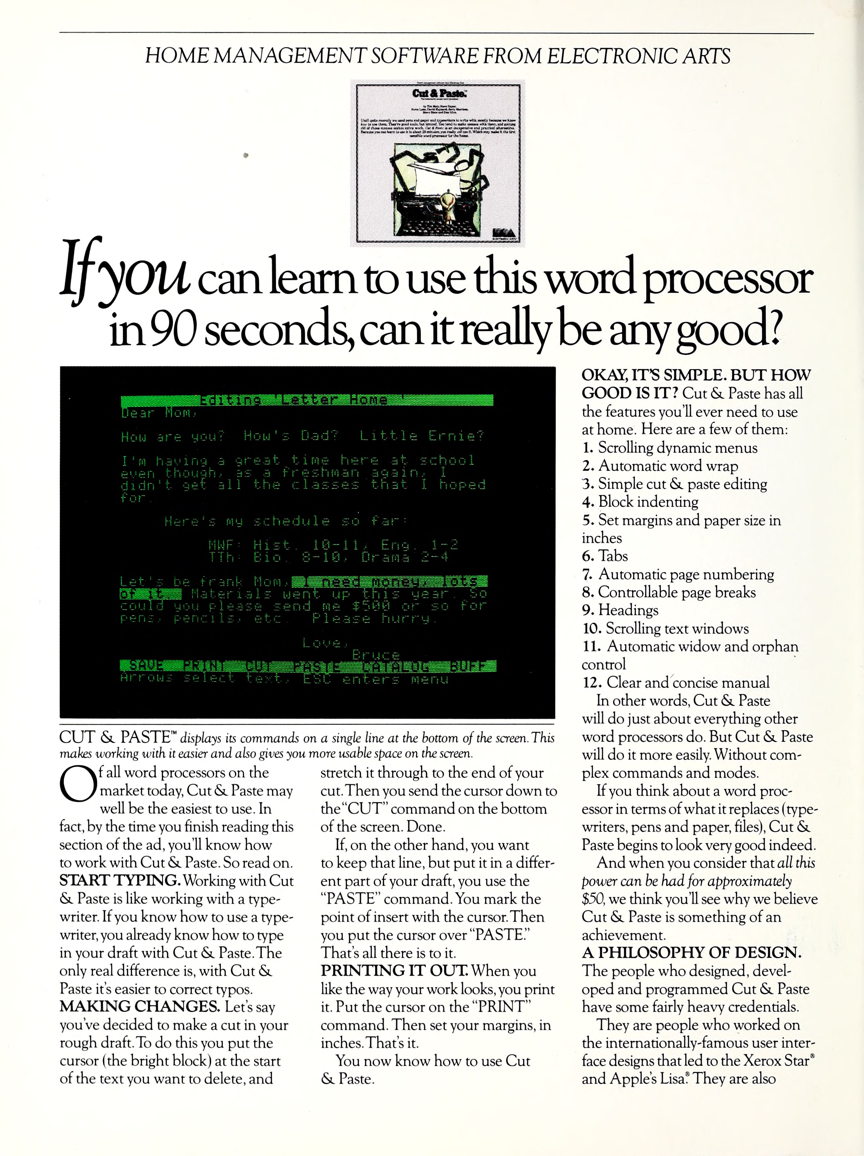 HOME MANAGEMENT SOFTWARE FROM ELECTRONIC ARTS
Cut & Paste.™
If you can learn to use this word processor
in 90 seconds, can it really be any good?
Editing 'Letter Home '
Dear Mom,
How are you? How's Dad? Little Ernie?
I'm having a great time here at school
even though, as a freshman again, I
didn't get all the classes that I hoped
for.
Here's my schedule so far:
MWF: Hist. 10-11, Eng. 1-2
TTh: Bio. 8-10, Drama 2-4
Let's be frank Mom, I need money, lots
of it. Materials went up this year. So
could you please send me $500 or so for
pens, pencils, etc. Please hurry.
Love,
Bruce
SAVE PRINT CUT PASTE CATALOG BUFF
Arrows select text, ESC enters menu
CUT & PASTE™ displays its commands on a single line at the bottom of the screen. This
makes working with it easier and also gives you more usable space on the screen.
Of all word processors on the
market today, Cut & Paste may
well be the easiest to use. In
fact, by the time you finish reading this
section of the ad, you'll know how
to work with Cut & Paste. So read on.
START TYPING. Working with Cut
& Paste is like working with a type-
writer. If you know how to use a type-
writer, you already know how to type
in your draft with Cut & Paste. The
only real difference is, with Cut &
Paste it's easier to correct typos.
MAKING CHANGES. Let's say
you've decided to make a cut in your
rough draft. To do this you put the
cursor (the bright block) at the start
of the text you want to delete, and
stretch it through to the end of your
cut. Then you send the cursor down to
the "CUT" command on the bottom
of the screen. Done.
If, on the other hand, you want
to keep that line, but put it in a differ-
ent part of your draft, you use the
"PASTE" command. You mark the
point of insert with the cursor. Then
you put the cursor over "PASTE."
That's all there is to it.
PRINTING IT OUT. When you
like the way your work looks, you print
it. Put the cursor on the "PRINT"
command. Then set your margins, in
inches. That's it.
You now know how to use Cut
& Paste.
OKAY, IT'S SIMPLE. BUT HOW
GOOD IS IT? Cut & Paste has all
the features you'll ever need to use
at home. Here are a few of them:
1. Scrolling dynamic menus
2. Automatic word wrap
3. Simple cut & paste editing
4. Block indenting
5. Set margins and paper size in
inches
6. Tabs
7. Automatic page numbering
8. Controllable page breaks
9. Headings
10. Scrolling text windows
11. Automatic widow and orphan
control
12. Clear and concise manual
In other words, Cut & Paste
will do just about everything other
word processors do. But Cut & Paste
will do it more easily. Without com-
plex commands and modes.
If you think about a word proc-
essor in terms of what it replaces (type-
writers, pens and paper, files), Cut &
Paste begins to look very good indeed.
And when you consider that all this
power can be had for approximately
$50, we think you'll see why we believe
Cut & Paste is something of an
achievement.
A PHILOSOPHY OF DESIGN.
The people who designed, devel-
oped and programmed Cut & Paste
have some fairly heavy credentials.
They are people who worked on
the internationally-famous user inter-
face designs that led to the Xerox Star®
and Apple's Lisa.® They are also